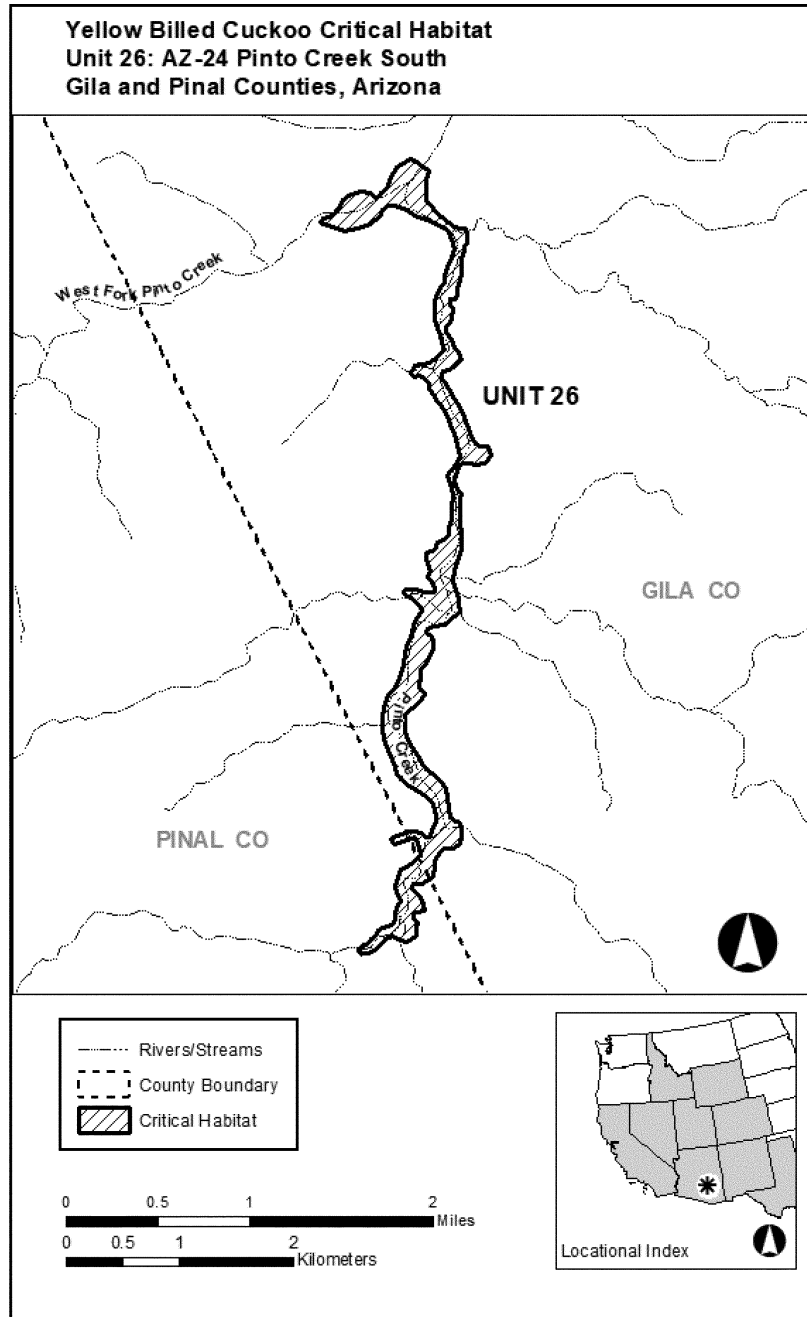 Yellow Billed Cuckoo Critical Habitat
Unit 26: AZ-24 Pinto Creek South
Gila and Pinal Counties, Arizona
West Fork Pinto Creek
UNIT 26
GILA CO
Pinto Creek
PINAL CO
Rivers/Streams
County Boundary
Critical Habitat
0 0.5 1 2
Miles
0 0.5 1 2
Kilometers
Locational Index